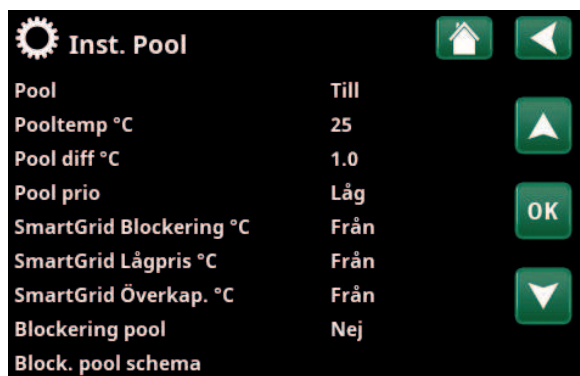 Inst. Pool
Pool Till
Pooltemp °C 25
Pool diff °C 1.0
Pool prio Låg
SmartGrid Blockering °C Från
SmartGrid Lågpris °C Från
SmartGrid Överkap. °C Från
Blockering pool Nej
Block. pool schema
OK